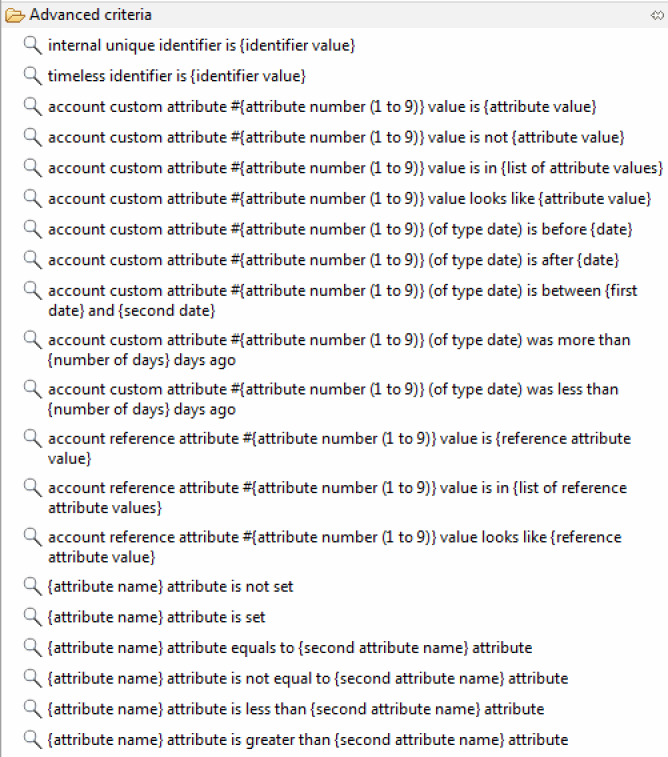 Advanced criteria
internal unique identifier is {identifier value}
timeless identifier is {identifier value}
account custom attribute #{attribute number (1 to 9)} value is {attribute value}
account custom attribute #{attribute number (1 to 9)} value is not {attribute value}
account custom attribute #{attribute number (1 to 9)} value is in {list of attribute values}
account custom attribute #{attribute number (1 to 9)} value looks like {attribute value}
account custom attribute #{attribute number (1 to 9)} (of type date) is before {date}
account custom attribute #{attribute number (1 to 9)} (of type date) is after {date}
account custom attribute #{attribute number (1 to 9)} (of type date) is between {first
date} and {second date}
account custom attribute #{attribute number (1 to 9)} (of type date) was more than
{number of days} days ago
account custom attribute #{attribute number (1 to 9)} (of type date) was less than
{number of days} days ago
account reference attribute #{attribute number (1 to 9)} value is {reference attribute
value}
account reference attribute #{attribute number (1 to 9)} value is in {list of reference
attribute values}
account reference attribute #{attribute number (1 to 9)} value looks like {reference
attribute value}
{attribute name} attribute is not set
{attribute name} attribute is set
{attribute name} attribute equals to {second attribute name} attribute
{attribute name} attribute is not equal to {second attribute name} attribute
{attribute name} attribute is less than {second attribute name} attribute
{attribute name} attribute is greater than {second attribute name} attribute